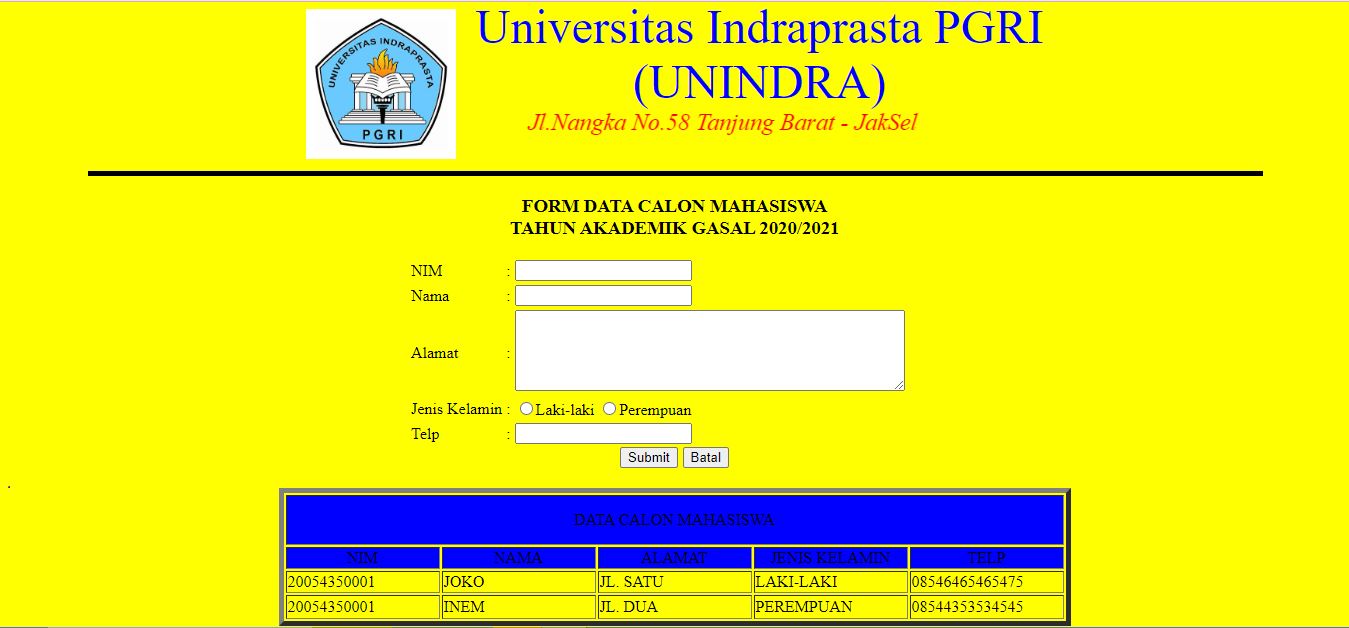 UNIVERSITAS INDRAPRASTA
PGRI
Universitas Indraprasta PGRI
(UNINDRA)
Jl.Nangka No.58 Tanjung Barat - JakSel
FORM DATA CALON MAHASISWA
TAHUN AKADEMIK GASAL 2020/2021
NIM :
Nama :
Alamat :
Jenis Kelamin : Laki-laki Perempuan
Telp :
Submit Batal
.
DATA CALON MAHASISWA
NIM NAMA ALAMAT JENIS KELAMIN TELP
20054350001 JOKO JL. SATU LAKI-LAKI 08546465465475
20054350001 INEM JL. DUA PEREMPUAN 08544353534545